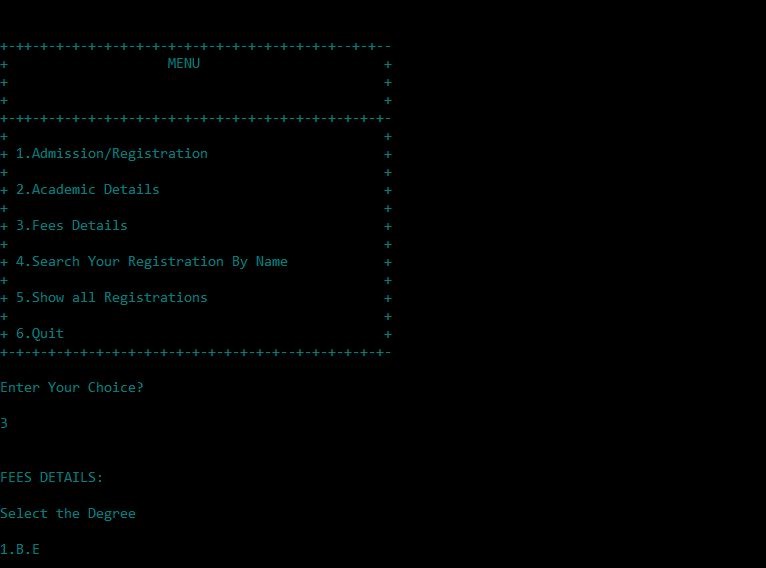 +-++-+-+-+-+-+-+-+-+-+-+-+-+-+-+-+-+-+-+-+--+-+--
+                    MENU                       +
+                                               +
+                                               +
+-++-+-+-+-+-+-+-+-+-+-+-+-+-+-+-+-+-+-+-+-+-+-+-
+                                               +
+ 1.Admission/Registration                      +
+                                               +
+ 2.Academic Details                            +
+                                               +
+ 3.Fees Details                                +
+                                               +
+ 4.Search Your Registration By Name            +
+                                               +
+ 5.Show all Registrations                      +
+                                               +
+ 6.Quit                                        +
+-+-+-+-+-+-+-+-+-+-+-+-+-+-+-+-+-+--+-+-+-+-+-+-
Enter Your Choice?
3
FEES DETAILS:
Select the Degree
1.B.E